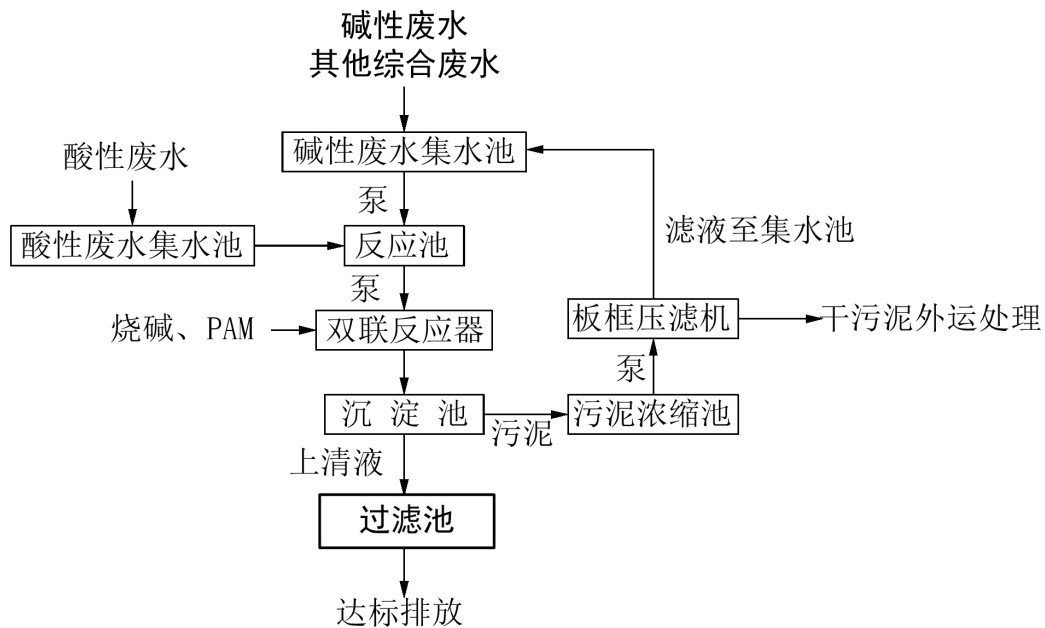 碱性废水
其他综合废水
碱性废水集水池
酸性废水
泵
滤液至集水池
酸性废水集水池
反应池
泵
烧碱、PAM
双联反应器
板框压滤机
干污泥外运处理
泵
沉淀池
污泥
污泥浓缩池
上清液
过滤池
达标排放